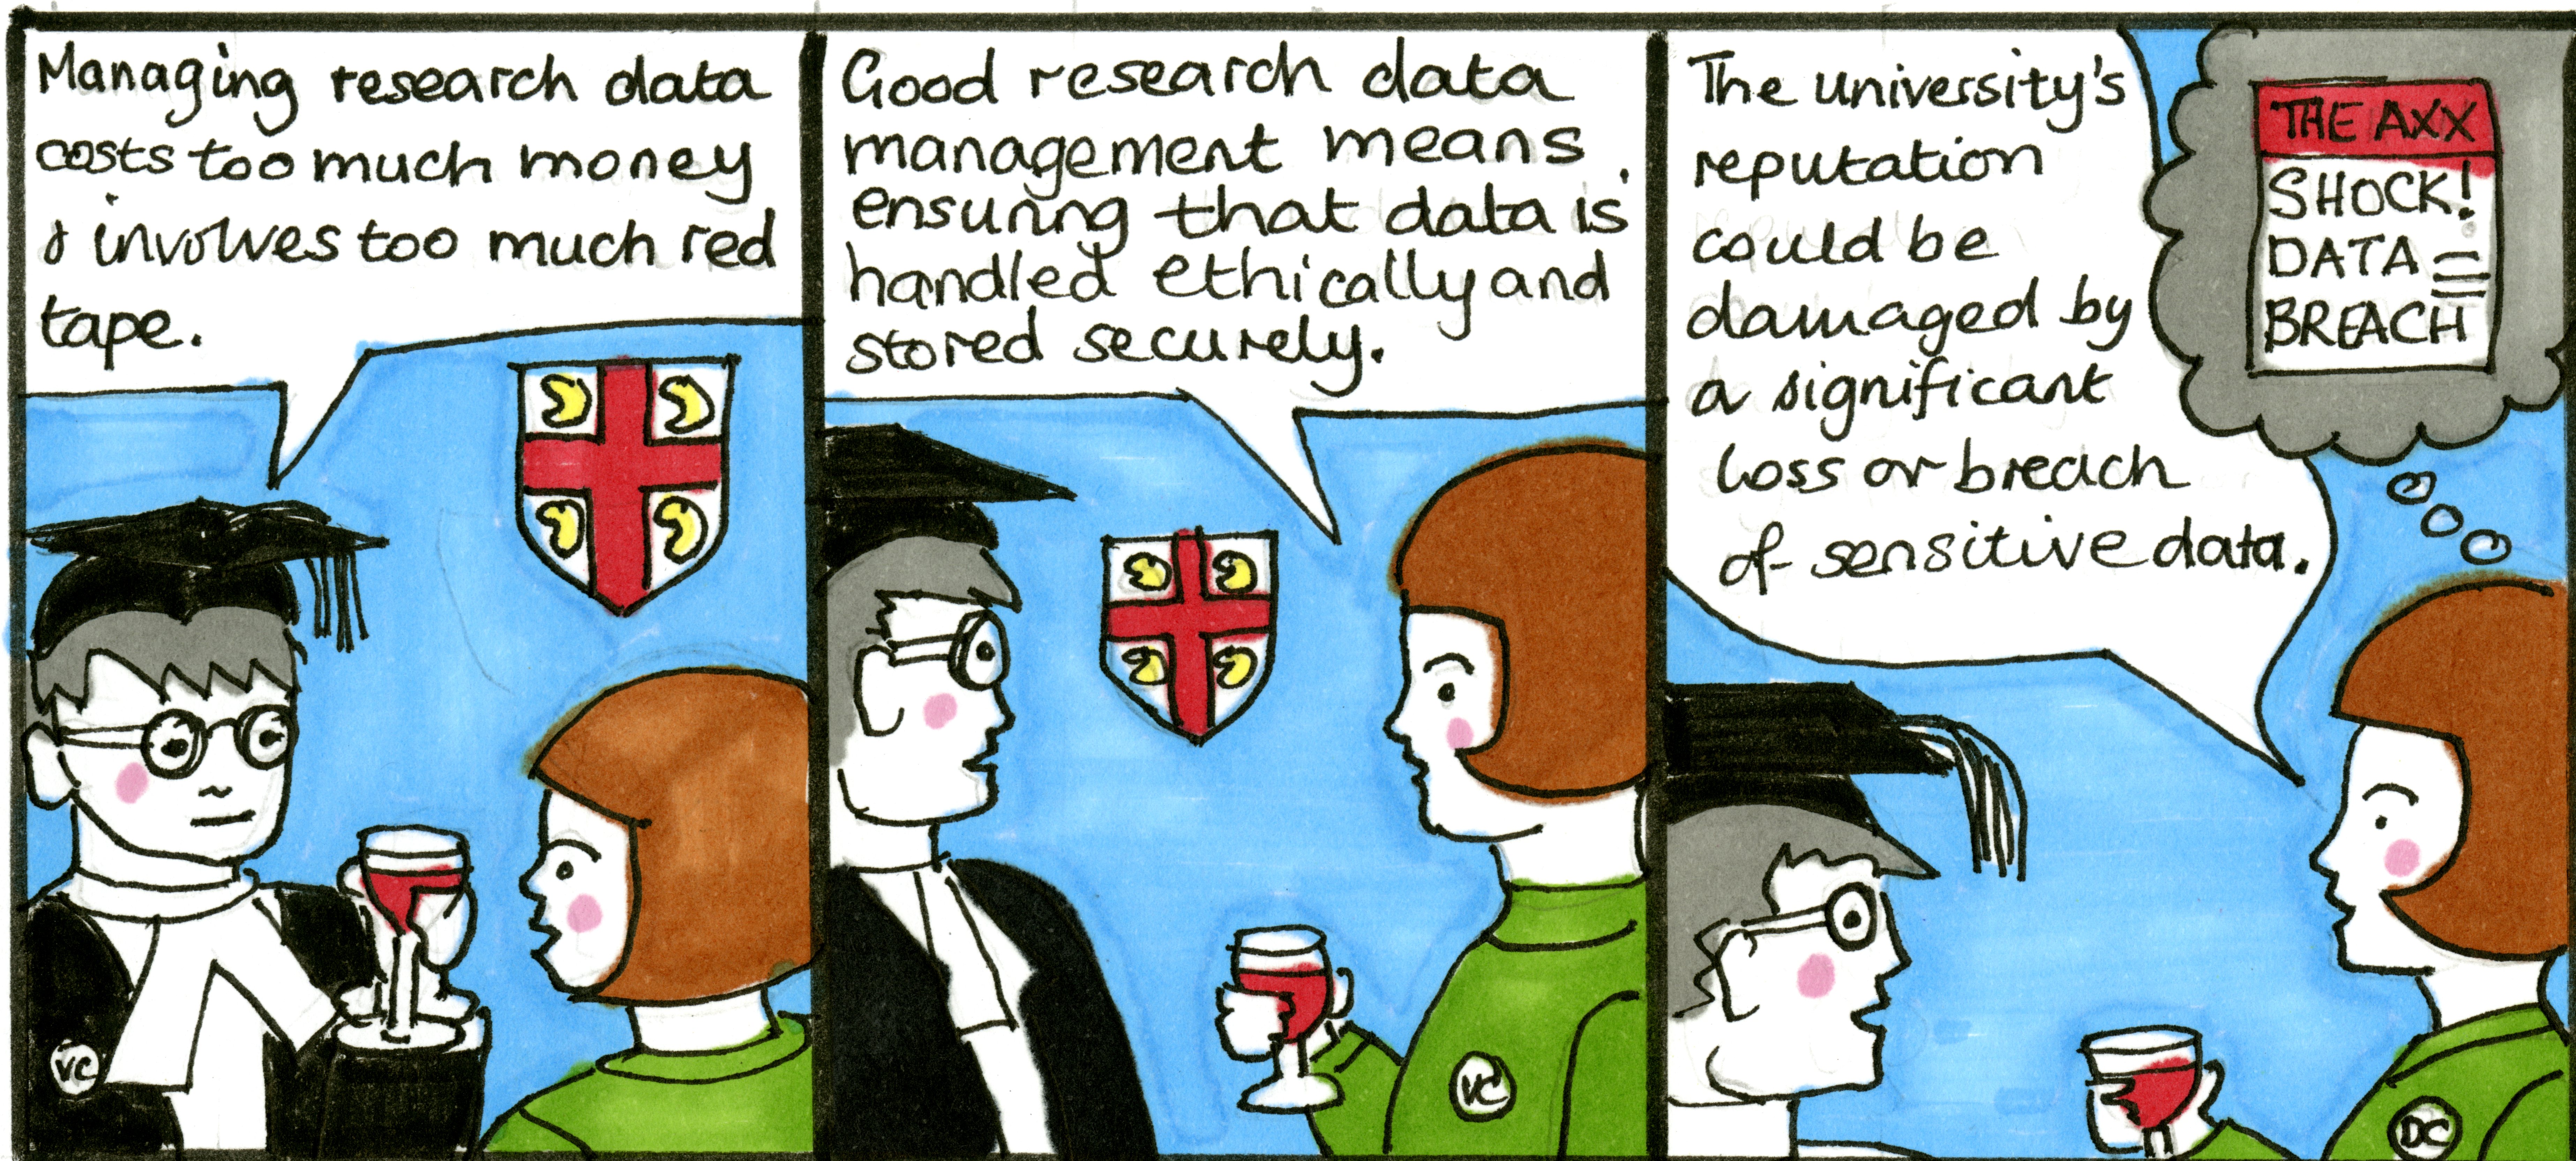 Managing research data
costs too much money
& involves too much red
tape.
VC
Good research data
management means
ensuring that data is
handled ethically and
stored securely.
VC
The university's
reputation
could be
damaged by
a significant
loss or breach
of sensitive data.
THE AXX
SHOCK!
DATA
BREACH
DC